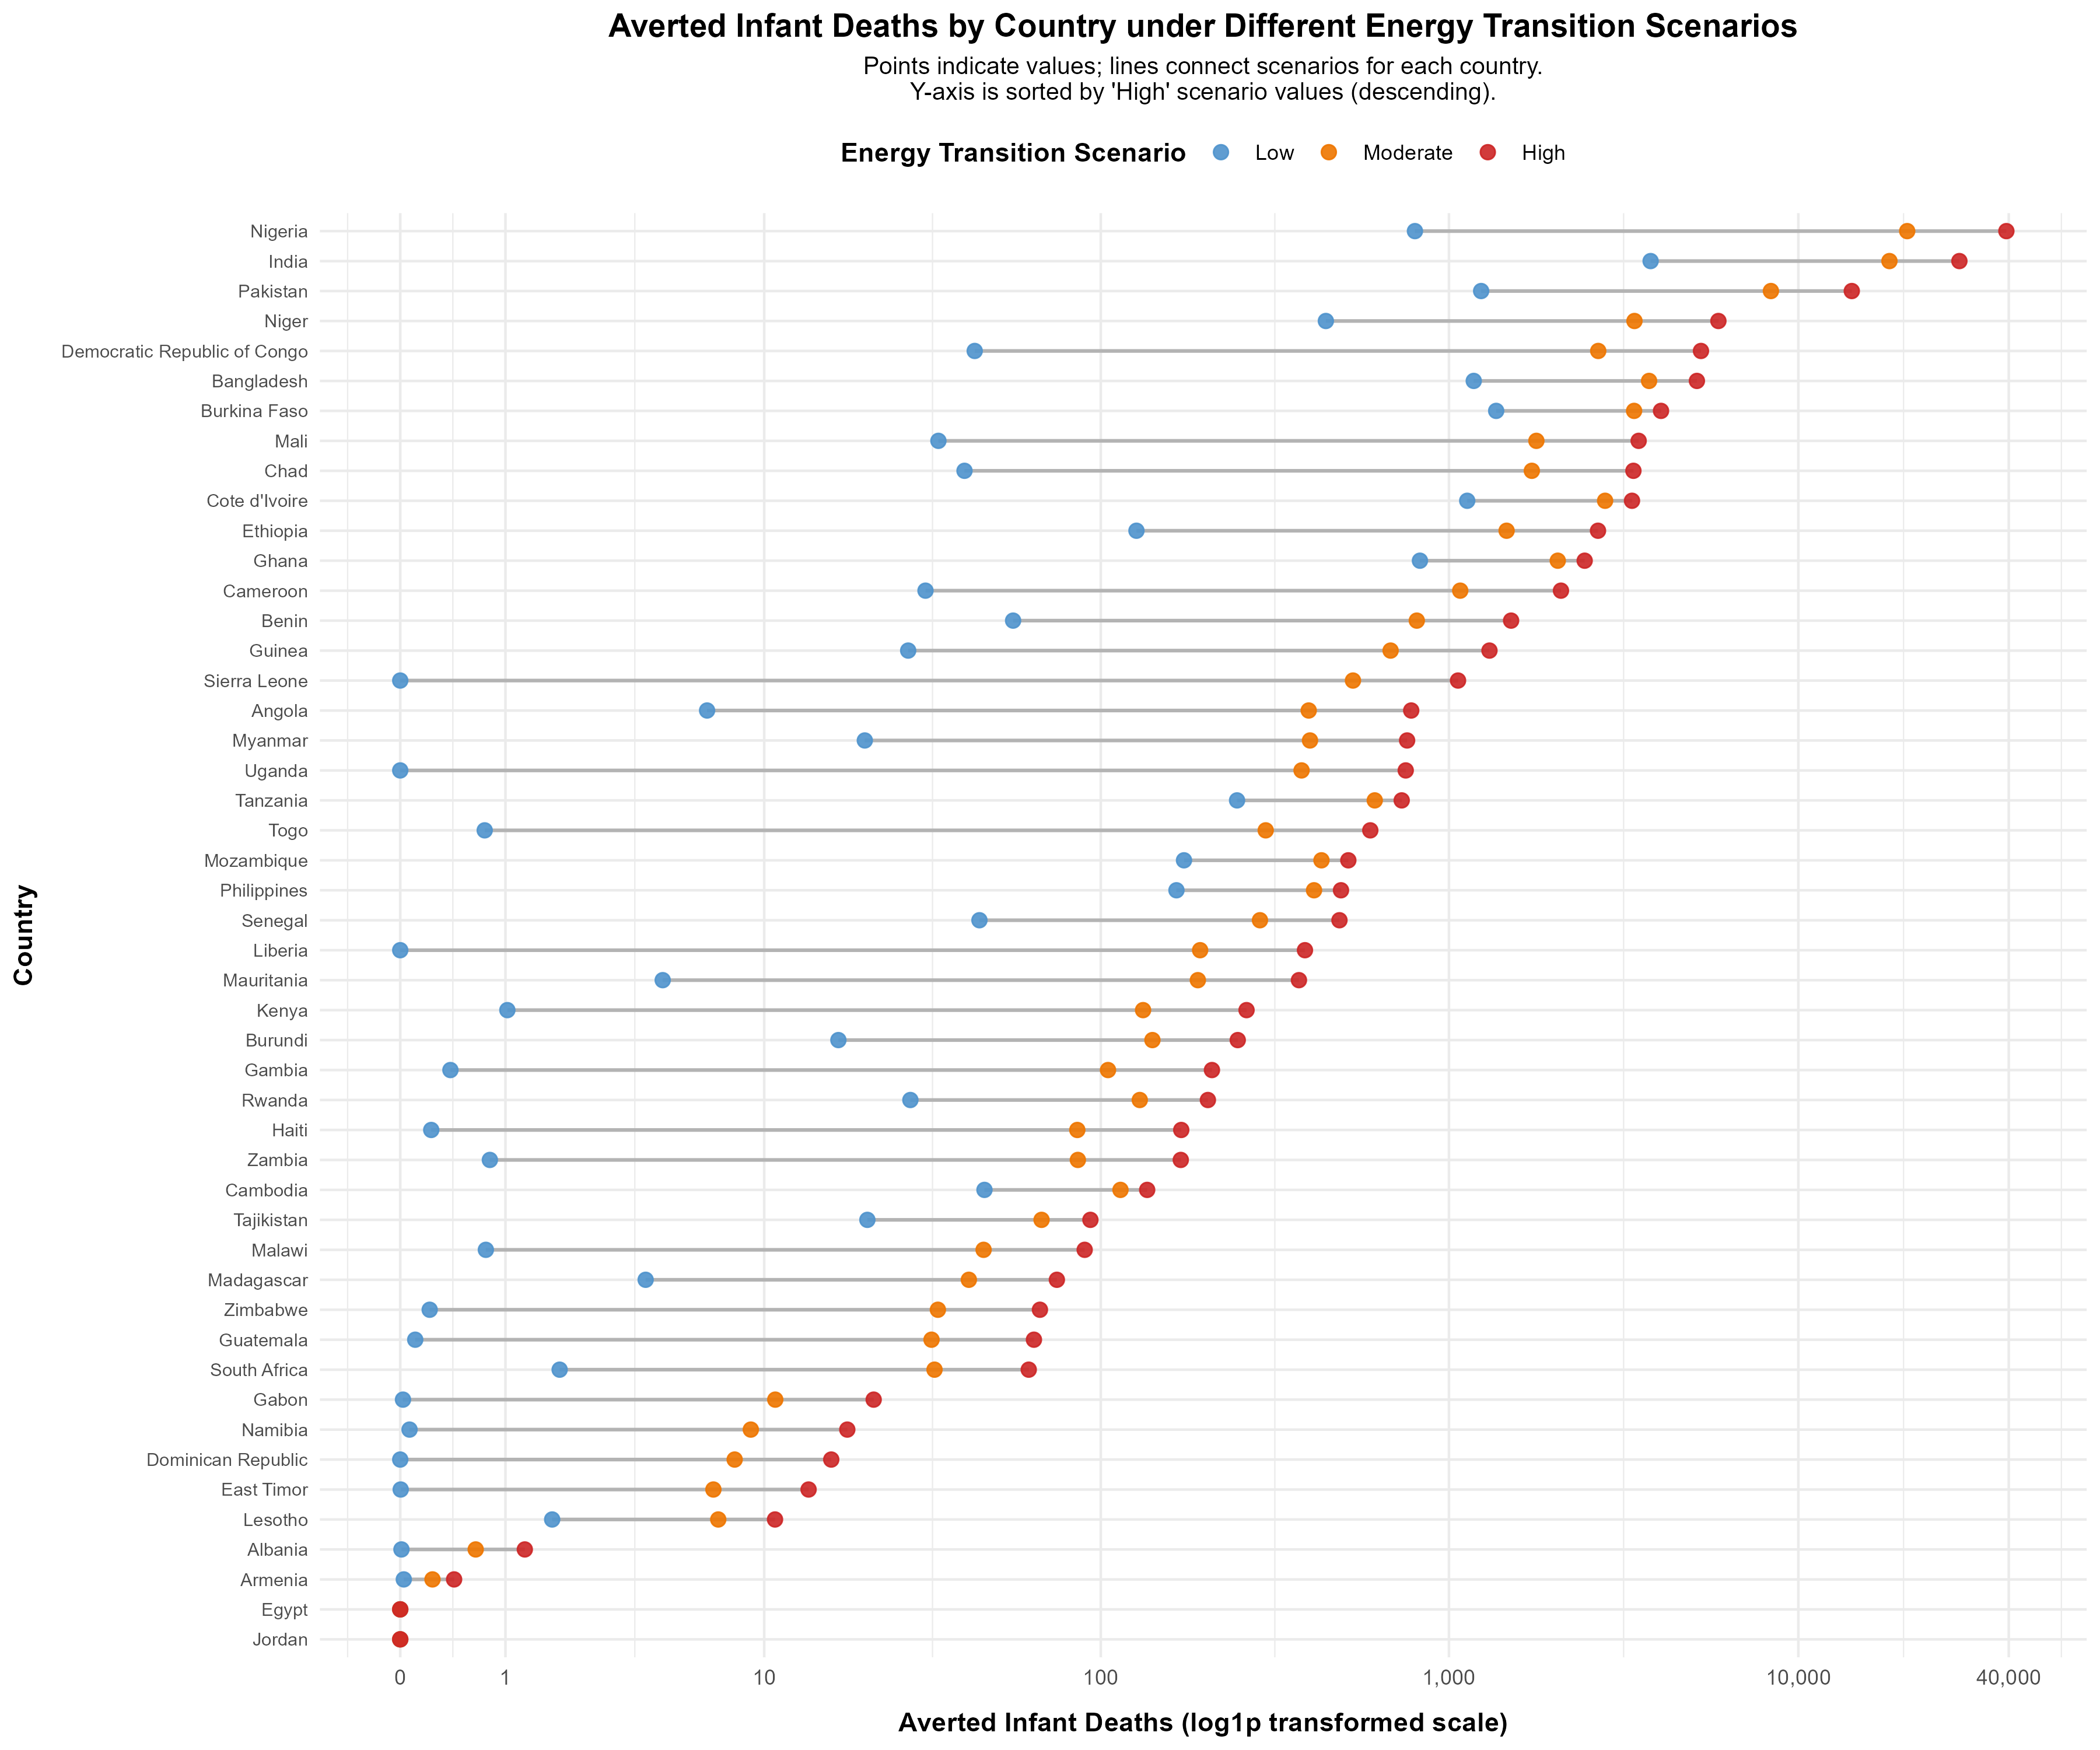 Averted Infant Deaths by Country under Different Energy Transition Scenarios
Points indicate values; lines connect scenarios for each country.
Y-axis is sorted by 'High' scenario values (descending).
Energy Transition Scenario Low Moderate High
Nigeria
India
Pakistan
Niger
Democratic Republic of Congo
Bangladesh
Burkina Faso
Mali
Chad
Cote d'Ivoire
Ethiopia
Ghana
Cameroon
Benin
Guinea
Sierra Leone
Angola
Myanmar
Uganda
Tanzania
Togo
Mozambique
Philippines
Senegal
Liberia
Mauritania
Kenya
Burundi
Gambia
Rwanda
Haiti
Zambia
Cambodia
Tajikistan
Malawi
Madagascar
Zimbabwe
Guatemala
South Africa
Gabon
Namibia
Dominican Republic
East Timor
Lesotho
Albania
Armenia
Egypt
Jordan
Country
0 1 10 100 1,000 10,000 40,000
Averted Infant Deaths (log1p transformed scale)